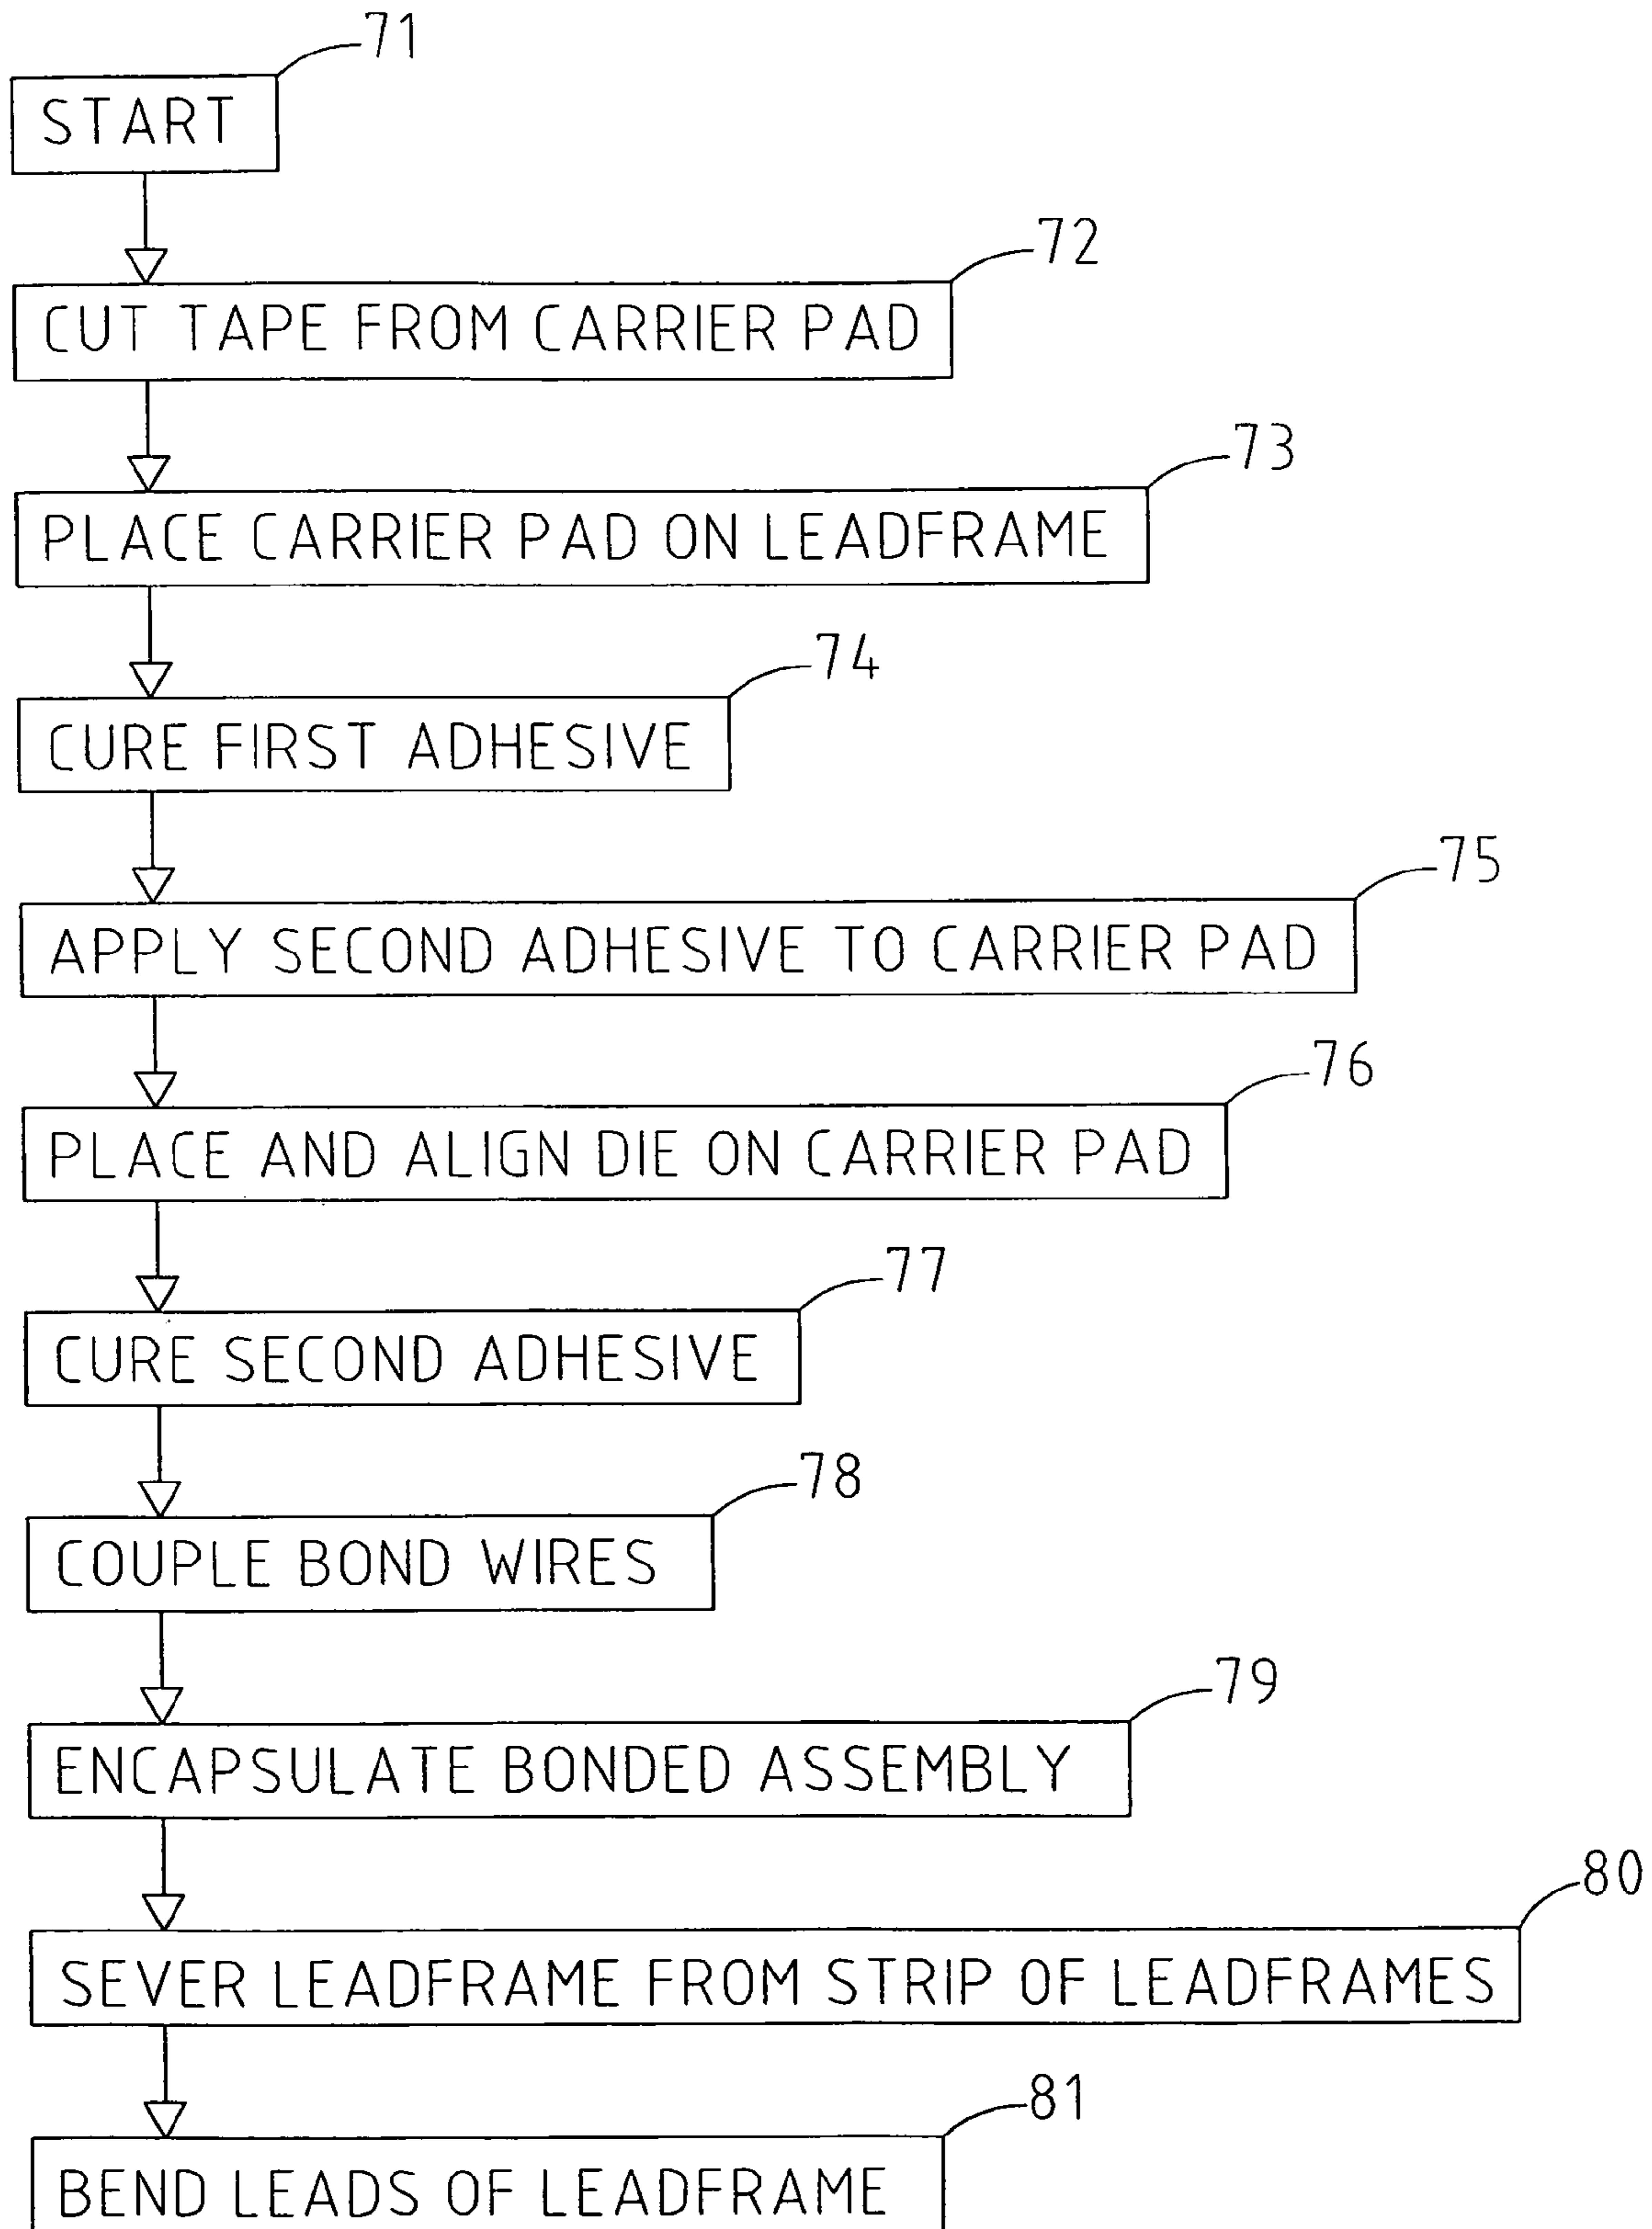 71
START
72
CUT TAPE FROM CARRIER PAD
73
PLACE CARRIER PAD ON LEADFRAME
74
CURE FIRST ADHESIVE
75
APPLY SECOND ADHESIVE TO CARRIER PAD
76
PLACE AND ALIGN DIE ON CARRIER PAD
77
CURE SECOND ADHESIVE
78
COUPLE BOND WIRES
79
ENCAPSULATE BONDED ASSEMBLY
80
SEVER LEADFRAME FROM STRIP OF LEADFRAMES
81
BEND LEADS OF LEADFRAME